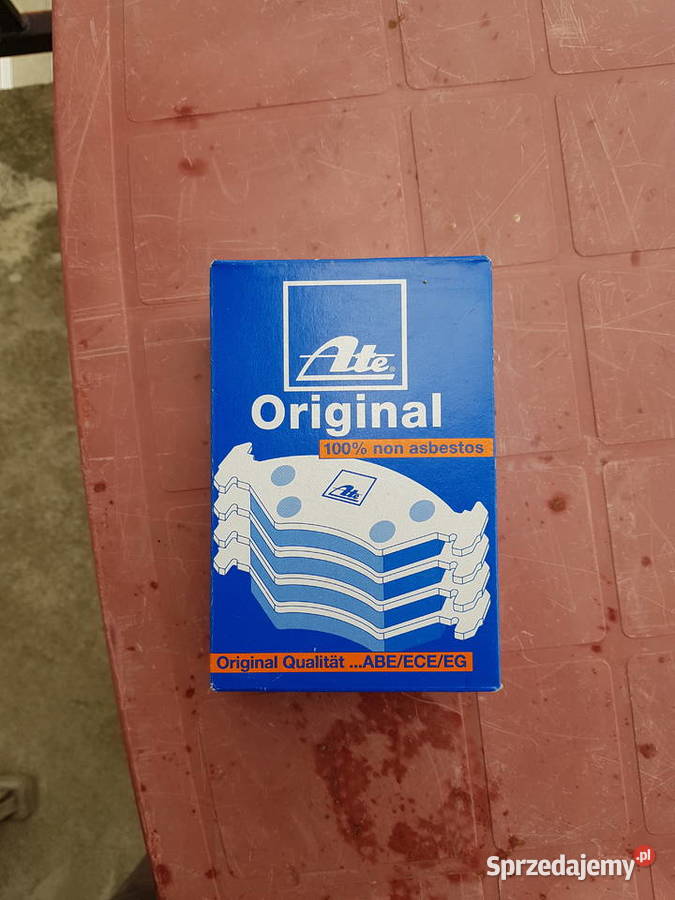 Ate®
Original
100% non asbestos
Ate
Original Qualität ...ABE/ECE/EG
Sprzedajemy.pl